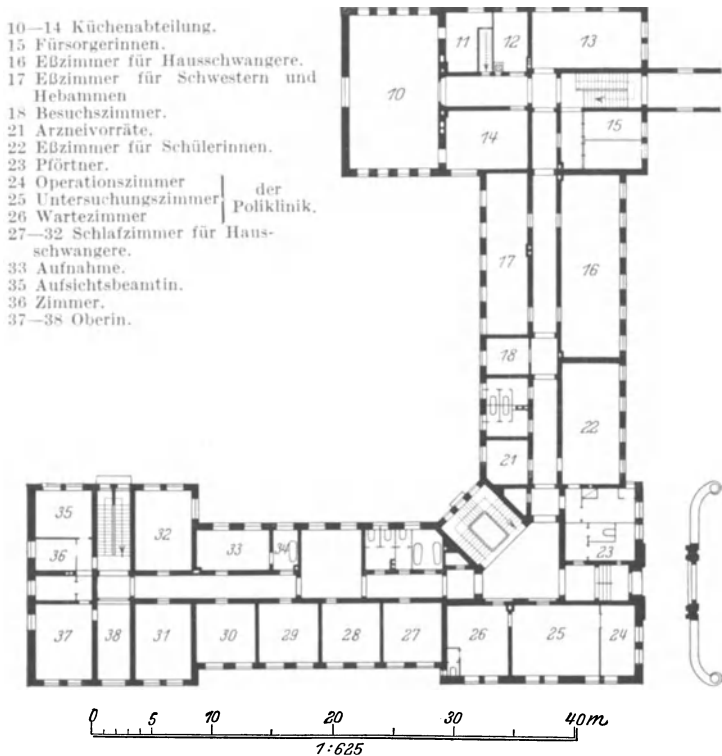 10—14 Küchenabteilung.
15 Fürsorgerinnen.
16 Eßzimmer für Hausschwangere.
17 Eßzimmer für Schwestern und
Hebammen
18 Besuchszimmer.
21 Arzneivorräte.
22 Eßzimmer für Schülerinnen.
23 Pförtner.
24 Operationszimmer
25 Untersuchungszimmer
26 Wartezimmer
der
Poliklinik.
27—32 Schlafzimmer für Haus-
schwangere.
33 Aufnahme.
35 Aufsichtsbeamtin.
36 Zimmer.
37—38 Oberin.
11
12
13
10
14
15
17
16
18
22
21
35
32
36
33
34
23
37
38
31
30
29
28
27
26
25
24
0 5 10 20 30 40m
1:625